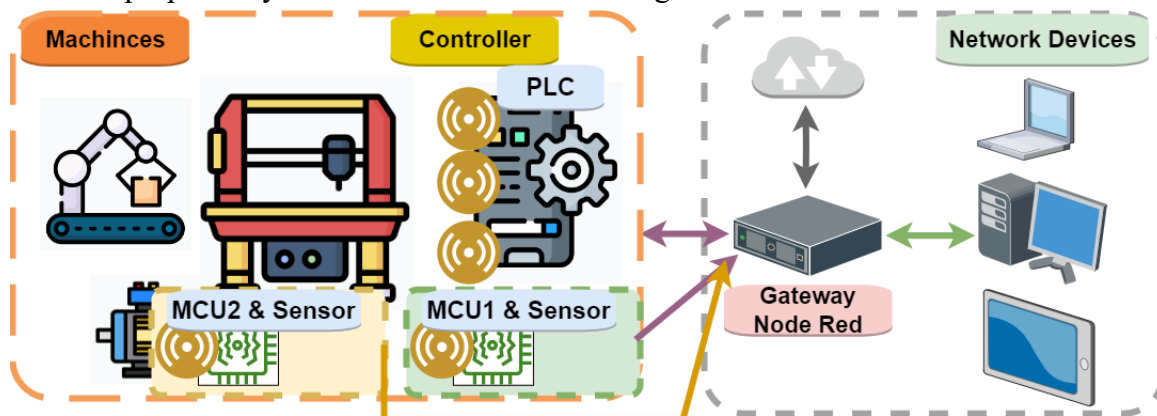 Machinces
Controller
Network Devices
PLC
MCU2 & Sensor
MCU1 & Sensor
Gateway
Node Red